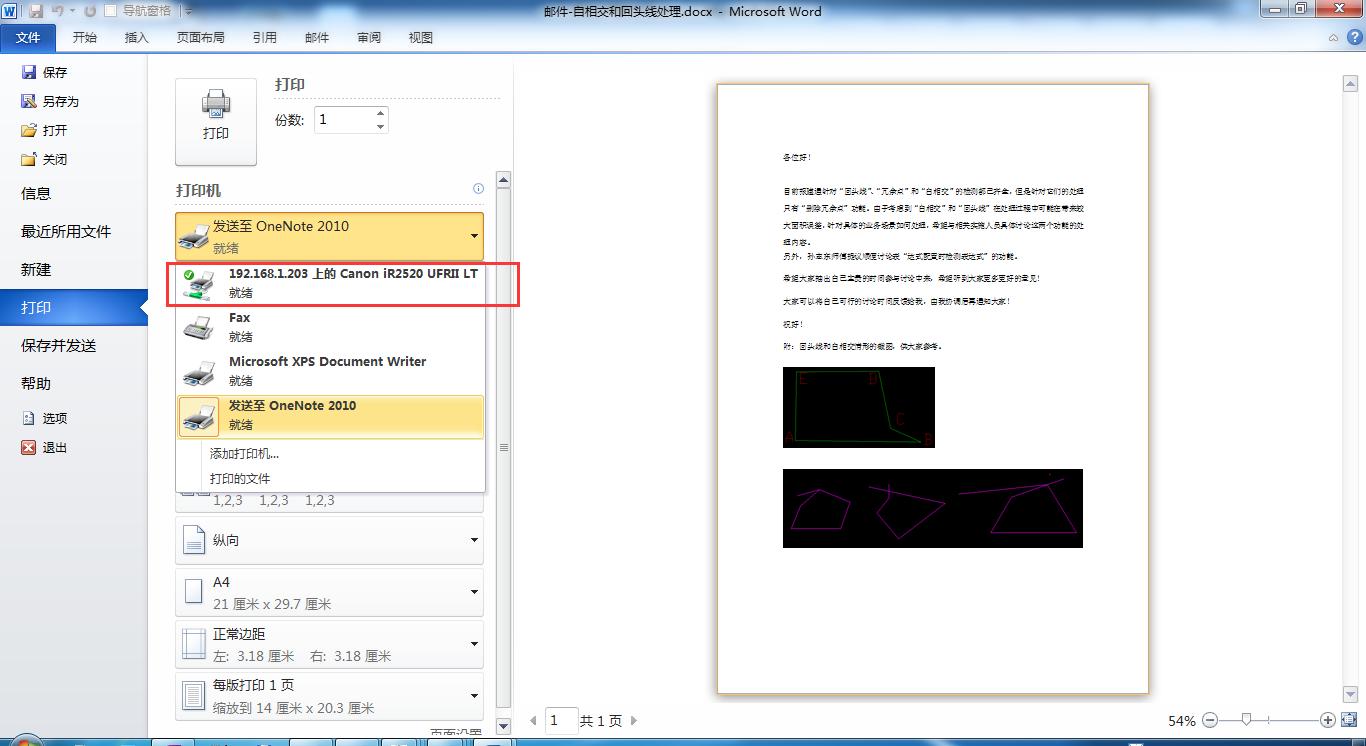 导航窗格
邮件-自相交和回头线处理.docx - Microsoft Word
文件 开始 插入 页面布局 引用 邮件 审阅 视图
保存
另存为
打开
关闭
信息
最近所用文件
新建
打印
保存并发送
帮助
选项
退出
打印
打印
份数: 1
打印机
发送至 OneNote 2010
就绪
192.168.1.203 上的 Canon iR2520 UFRII LT
就绪
Fax
就绪
Microsoft XPS Document Writer
就绪
发送至 OneNote 2010
就绪
添加打印机...
打印的文件
1,2,3 1,2,3 1,2,3
纵向
A4
21 厘米 x 29.7 厘米
正常边距
左: 3.18 厘米 右: 3.18 厘米
每版打印 1 页
缩放到 14 厘米 x 20.3 厘米
页面设置
各位好！
目前报建通针对“回头线”、“冗余点”和“自相交”的检测都已齐全，但是针对它们的处理
只有“删除冗余点”功能。由于考虑到“自相交”和“回头线”在处理过程中可能在带来较
大面积误差，针对具体的业务场景如何处理，希望与相关实施人员具体讨论这两个功能的处
理内容。
另外，孙幸东师傅提议顺便讨论表“达式配置时检测表达式”的功能。
希望大家抽出自己宝贵的时间参与讨论中来，希望听到大家更多更好的意见！
大家可以将自己可行的讨论时间反馈给我，由我协调后再通知大家！
祝好！
附：回头线和自相交情形的截图，供大家参考。
E D
C
A B
1 共 1 页
54%